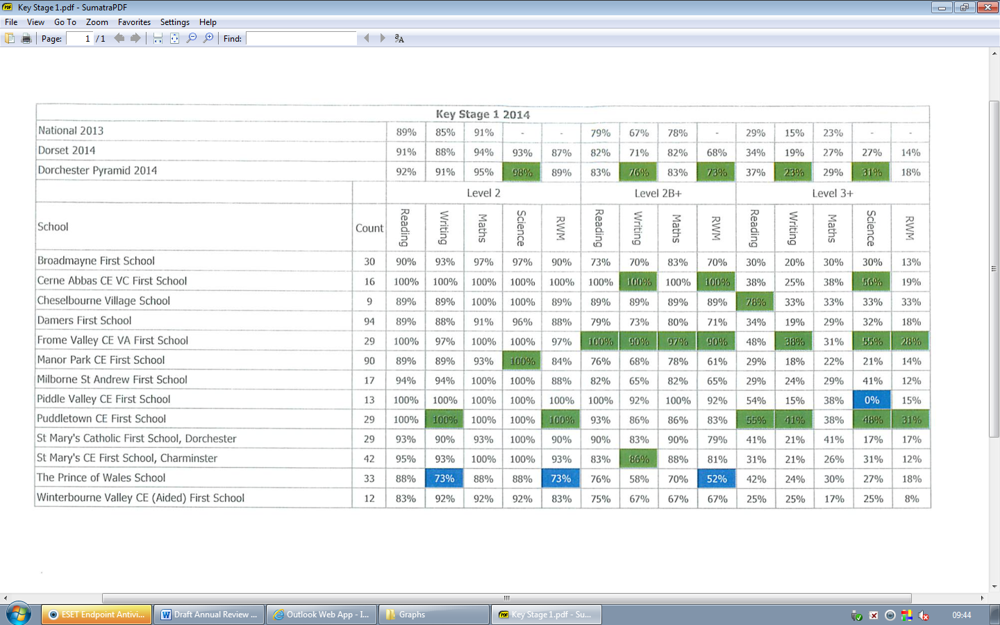 Key Stage 1.pdf - SumatraPDF
File View Go To Zoom Favorites Settings Help
Page: 1 / 1 Find:
Key Stage 1 2014
National 2013 89% 85% 91% - - 79% 67% 78% - 29% 15% 23% - -
Dorset 2014 91% 88% 94% 93% 87% 82% 71% 82% 68% 34% 19% 27% 27% 14%
Dorchester Pyramid 2014 92% 91% 95% 98% 89% 83% 76% 83% 73% 37% 23% 29% 31% 18%
Level 2 Level 2B+ Level 3+
School Count Reading Writing Maths Science RWM Reading Writing Maths RWM Reading Writing Maths Science RWM
Broadmayne First School 30 90% 93% 97% 97% 90% 73% 70% 83% 70% 30% 20% 30% 30% 13%
Cerne Abbas CE VC First School 16 100% 100% 100% 100% 100% 100% 100% 100% 100% 38% 25% 38% 56% 19%
Cheselbourne Village School 9 89% 89% 100% 100% 89% 89% 89% 89% 89% 78% 33% 33% 33% 33%
Damers First School 94 89% 88% 91% 96% 88% 79% 73% 80% 71% 34% 19% 29% 32% 18%
Frome Valley CE VA First School 29 100% 97% 100% 100% 97% 100% 90% 97% 90% 48% 38% 31% 55% 28%
Manor Park CE First School 90 89% 89% 93% 100% 84% 76% 68% 78% 61% 29% 18% 22% 21% 14%
Milborne St Andrew First School 17 94% 94% 100% 100% 88% 82% 65% 82% 65% 29% 24% 29% 41% 12%
Piddle Valley CE First School 13 100% 100% 100% 100% 100% 100% 92% 100% 92% 54% 15% 38% 0% 15%
Puddletown CE First School 29 100% 100% 100% 100% 100% 93% 86% 86% 83% 55% 41% 38% 48% 31%
St Mary's Catholic First School, Dorchester 29 93% 90% 93% 100% 90% 90% 83% 90% 79% 41% 21% 41% 17% 17%
St Mary's CE First School, Charminster 42 95% 93% 100% 100% 93% 83% 86% 88% 81% 31% 21% 26% 31% 12%
The Prince of Wales School 33 88% 73% 88% 88% 73% 76% 58% 70% 52% 42% 24% 30% 27% 18%
Winterbourne Valley CE (Aided) First School 12 83% 92% 92% 92% 83% 75% 67% 67% 67% 25% 25% 17% 25% 8%
ESET Endpoint Antivi... Draft Annual Review ... Outlook Web App - I... Graphs Key Stage 1.pdf - Su... 09:44